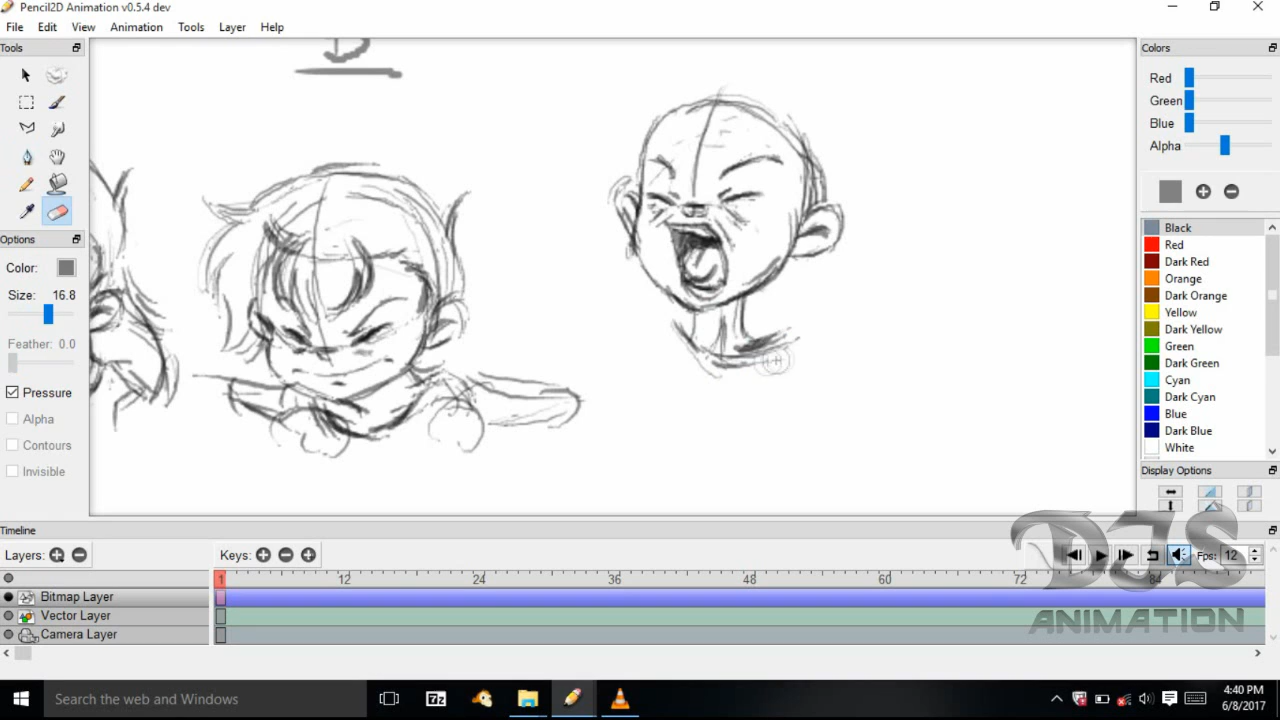 Pencil2D Animation v0.5.4 dev
File Edit View Animation Tools Layer Help
Tools
Options
Color:
Size: 16.8
Feather: 0.0
Pressure
Alpha
Contours
Invisible
B
Colors
Red
Green
Blue
Alpha
Black
Red
Dark Red
Orange
Dark Orange
Yellow
Dark Yellow
Green
Dark Green
Cyan
Dark Cyan
Blue
Dark Blue
White
Display Options
Timeline
Layers: Keys: Fps: 12
1 12 24 36 48 60 72 84
Bitmap Layer
Vector Layer
Camera Layer
DJS
ANIMATION
Search the web and Windows
7z
4:40 PM
6/8/2017